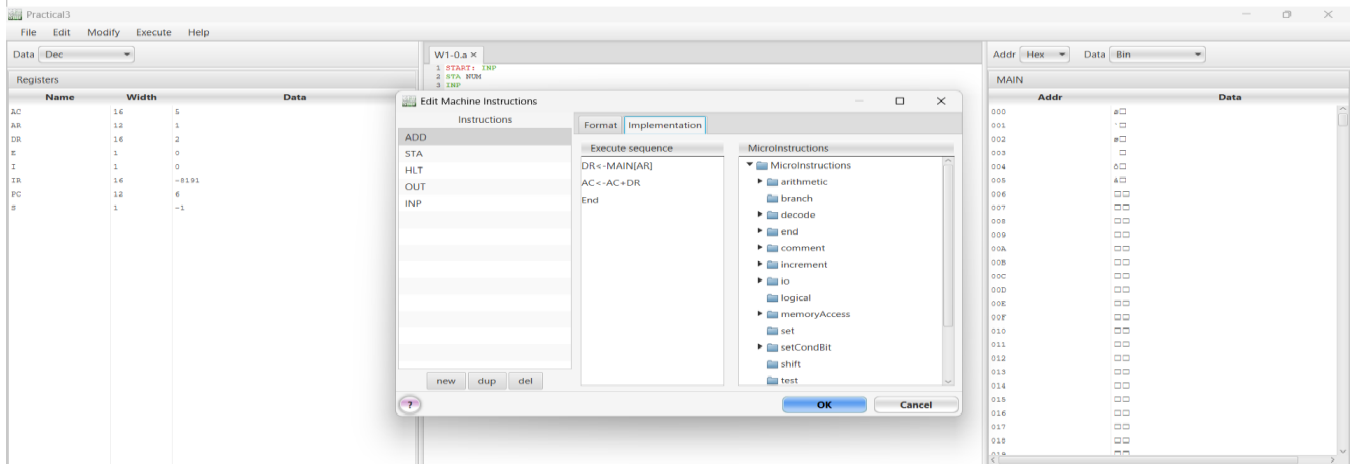 Practical3
File Edit Modify Execute Help
Data Dec
Registers
Name Width Data
AC 16 5
AR 12 1
DR 16 2
E 1 0
I 1 0
IR 16 -8191
PC 12 6
S 1 -1
W1-0.a ×
1 START: INP
2 STA NUM
3 INP
Edit Machine Instructions
Instructions
ADD
STA
HLT
OUT
INP
new dup del
Format Implementation
Execute sequence
DR<-MAIN[AR]
AC<-AC+DR
End
MicroInstructions
MicroInstructions
arithmetic
branch
decode
end
comment
increment
io
logical
memoryAccess
set
setCondBit
shift
test
?
OK Cancel
Addr Hex Data Bin
MAIN
Addr Data
000
001
002
003
004
005
006
007
008
009
00A
00B
00C
00D
00E
00F
010
011
012
013
014
015
016
017
018
019